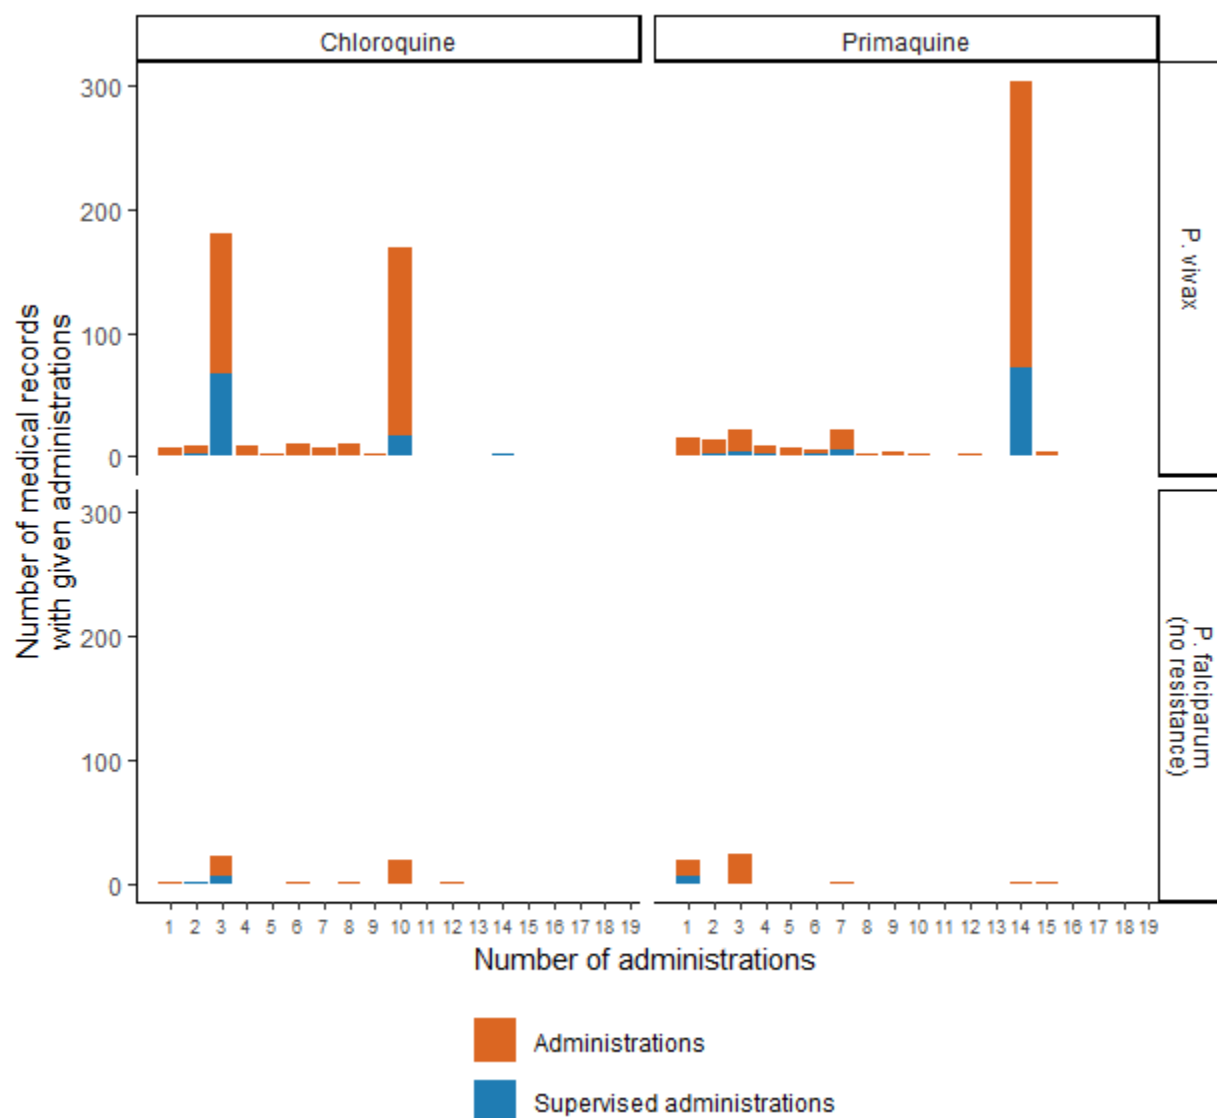 Chloroquine
Primaquine
300
200
100
0
P. vivax
Number of medical records
with given administrations
300
200
100
0
P. falciparum
(no resistance)
1 2 3 4 5 6 7 8 9 10 11 12 13 14 15 16 17 18 19
1 2 3 4 5 6 7 8 9 10 11 12 13 14 15 16 17 18 19
Number of administrations
Administrations
Supervised administrations